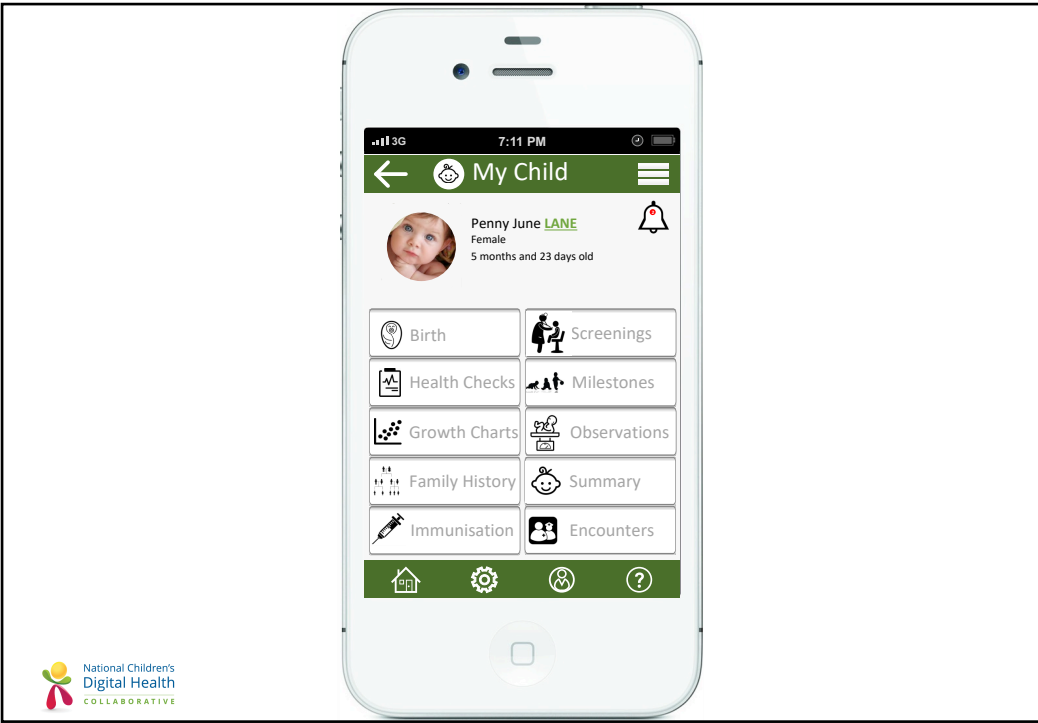 3G 7:11 PM
My Child
Penny June LANE
Female
5 months and 23 days old
Birth
Screenings
Health Checks
Milestones
Growth Charts
Observations
Family History
Summary
Immunisation
Encounters
?
National Children's
Digital Health
COLLABORATIVE